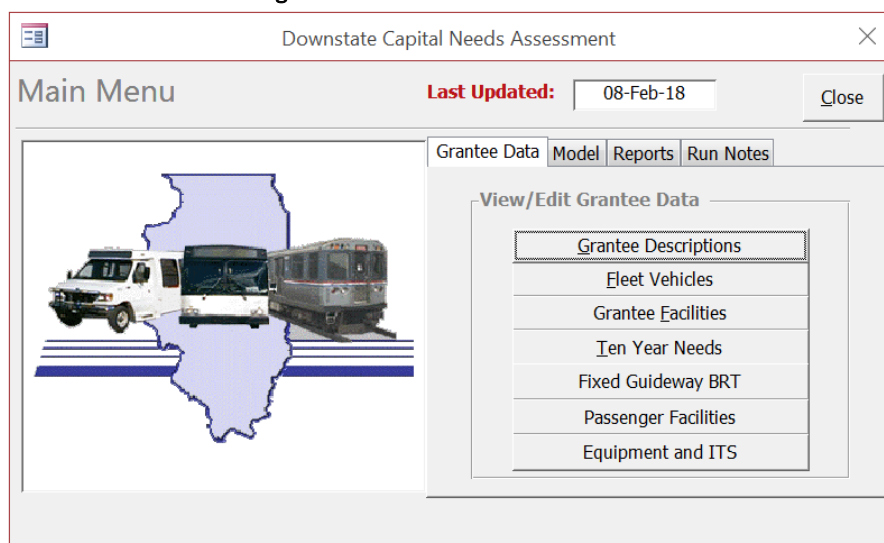 Downstate Capital Needs Assessment
Main Menu
Last Updated: 08-Feb-18
Close
Grantee Data Model Reports Run Notes
View/Edit Grantee Data
Grantee Descriptions
Fleet Vehicles
Grantee Facilities
Ten Year Needs
Fixed Guideway BRT
Passenger Facilities
Equipment and ITS